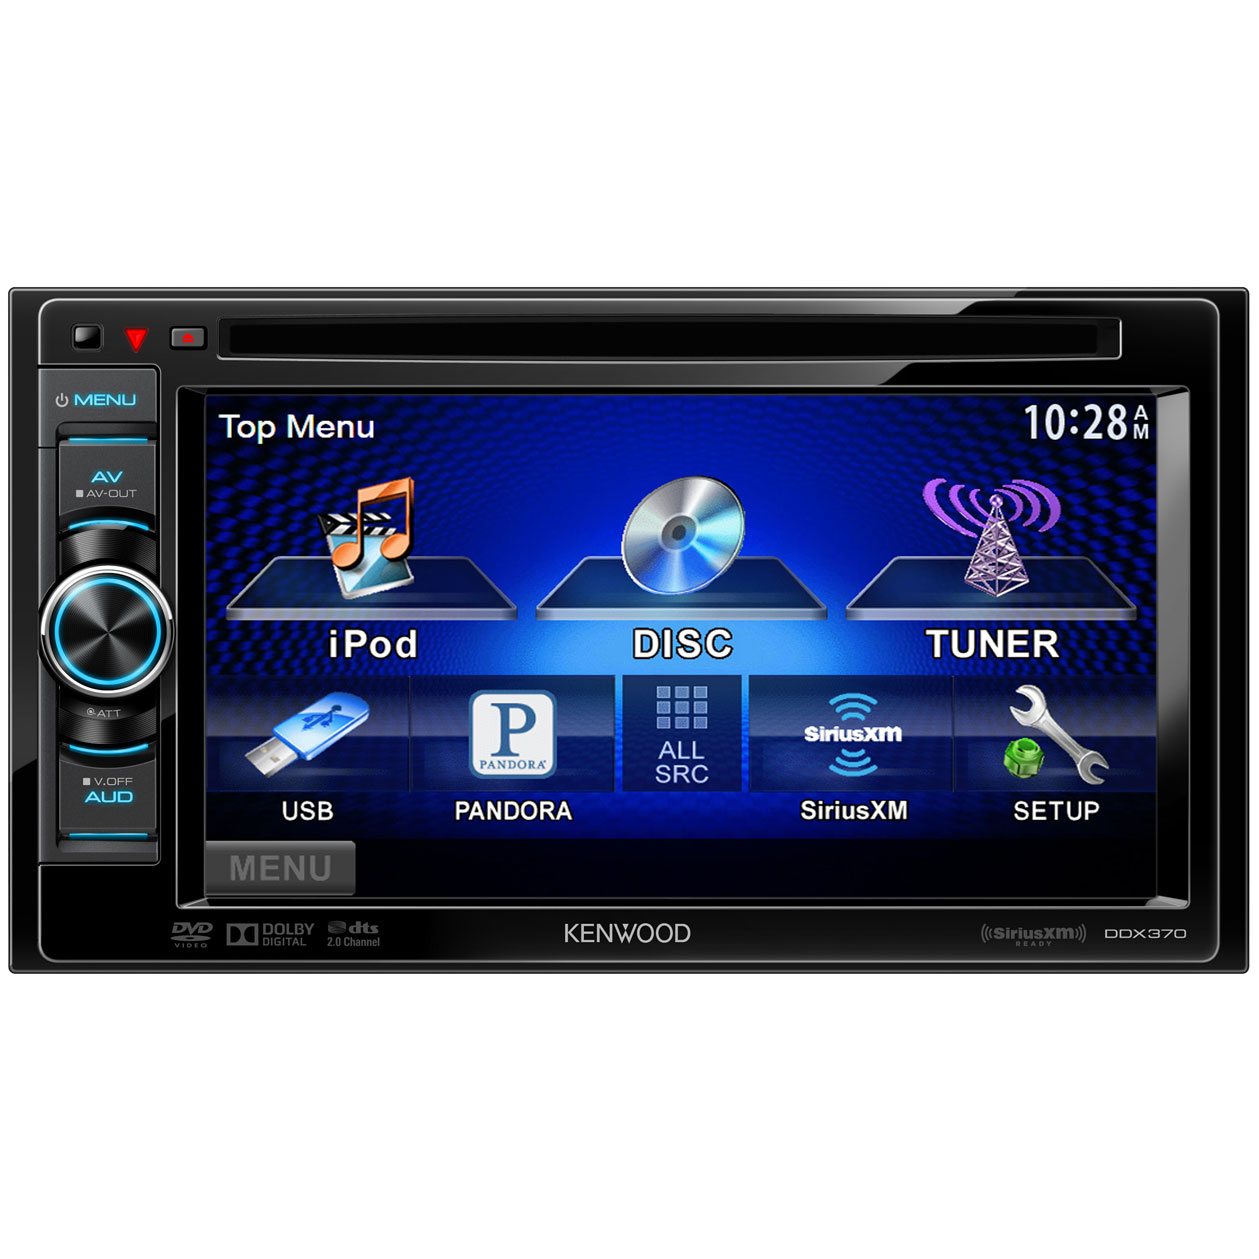 MENU
AV
AV-OUT
ATT
V.OFF
AUD
Top Menu
10:28 AM
iPod
DISC
TUNER
P
PANDORA
SiriusXM
ALL
SRC
USB
PANDORA
SiriusXM
SETUP
MENU
DVD
VIDEO
DOLBY
DIGITAL
dts
2.0 Channel
KENWOOD
((SiriusXM))
READY
DDX370